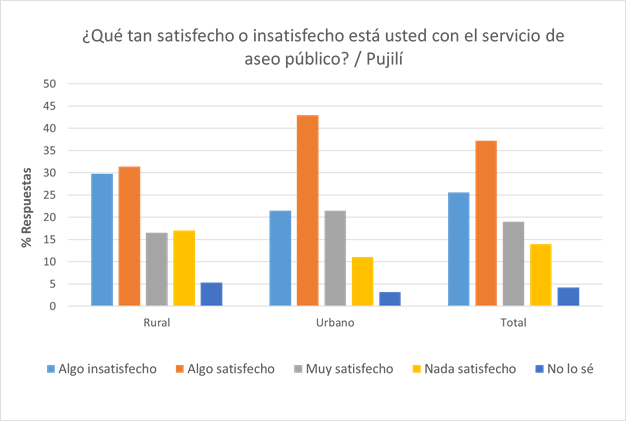 ¿Qué tan satisfecho o insatisfecho está usted con el servicio de
aseo público? / Pujilí
% Respuestas
50
45
40
35
30
25
20
15
10
5
0
Rural Urbano Total
Algo insatisfecho Algo satisfecho Muy satisfecho Nada satisfecho No lo sé